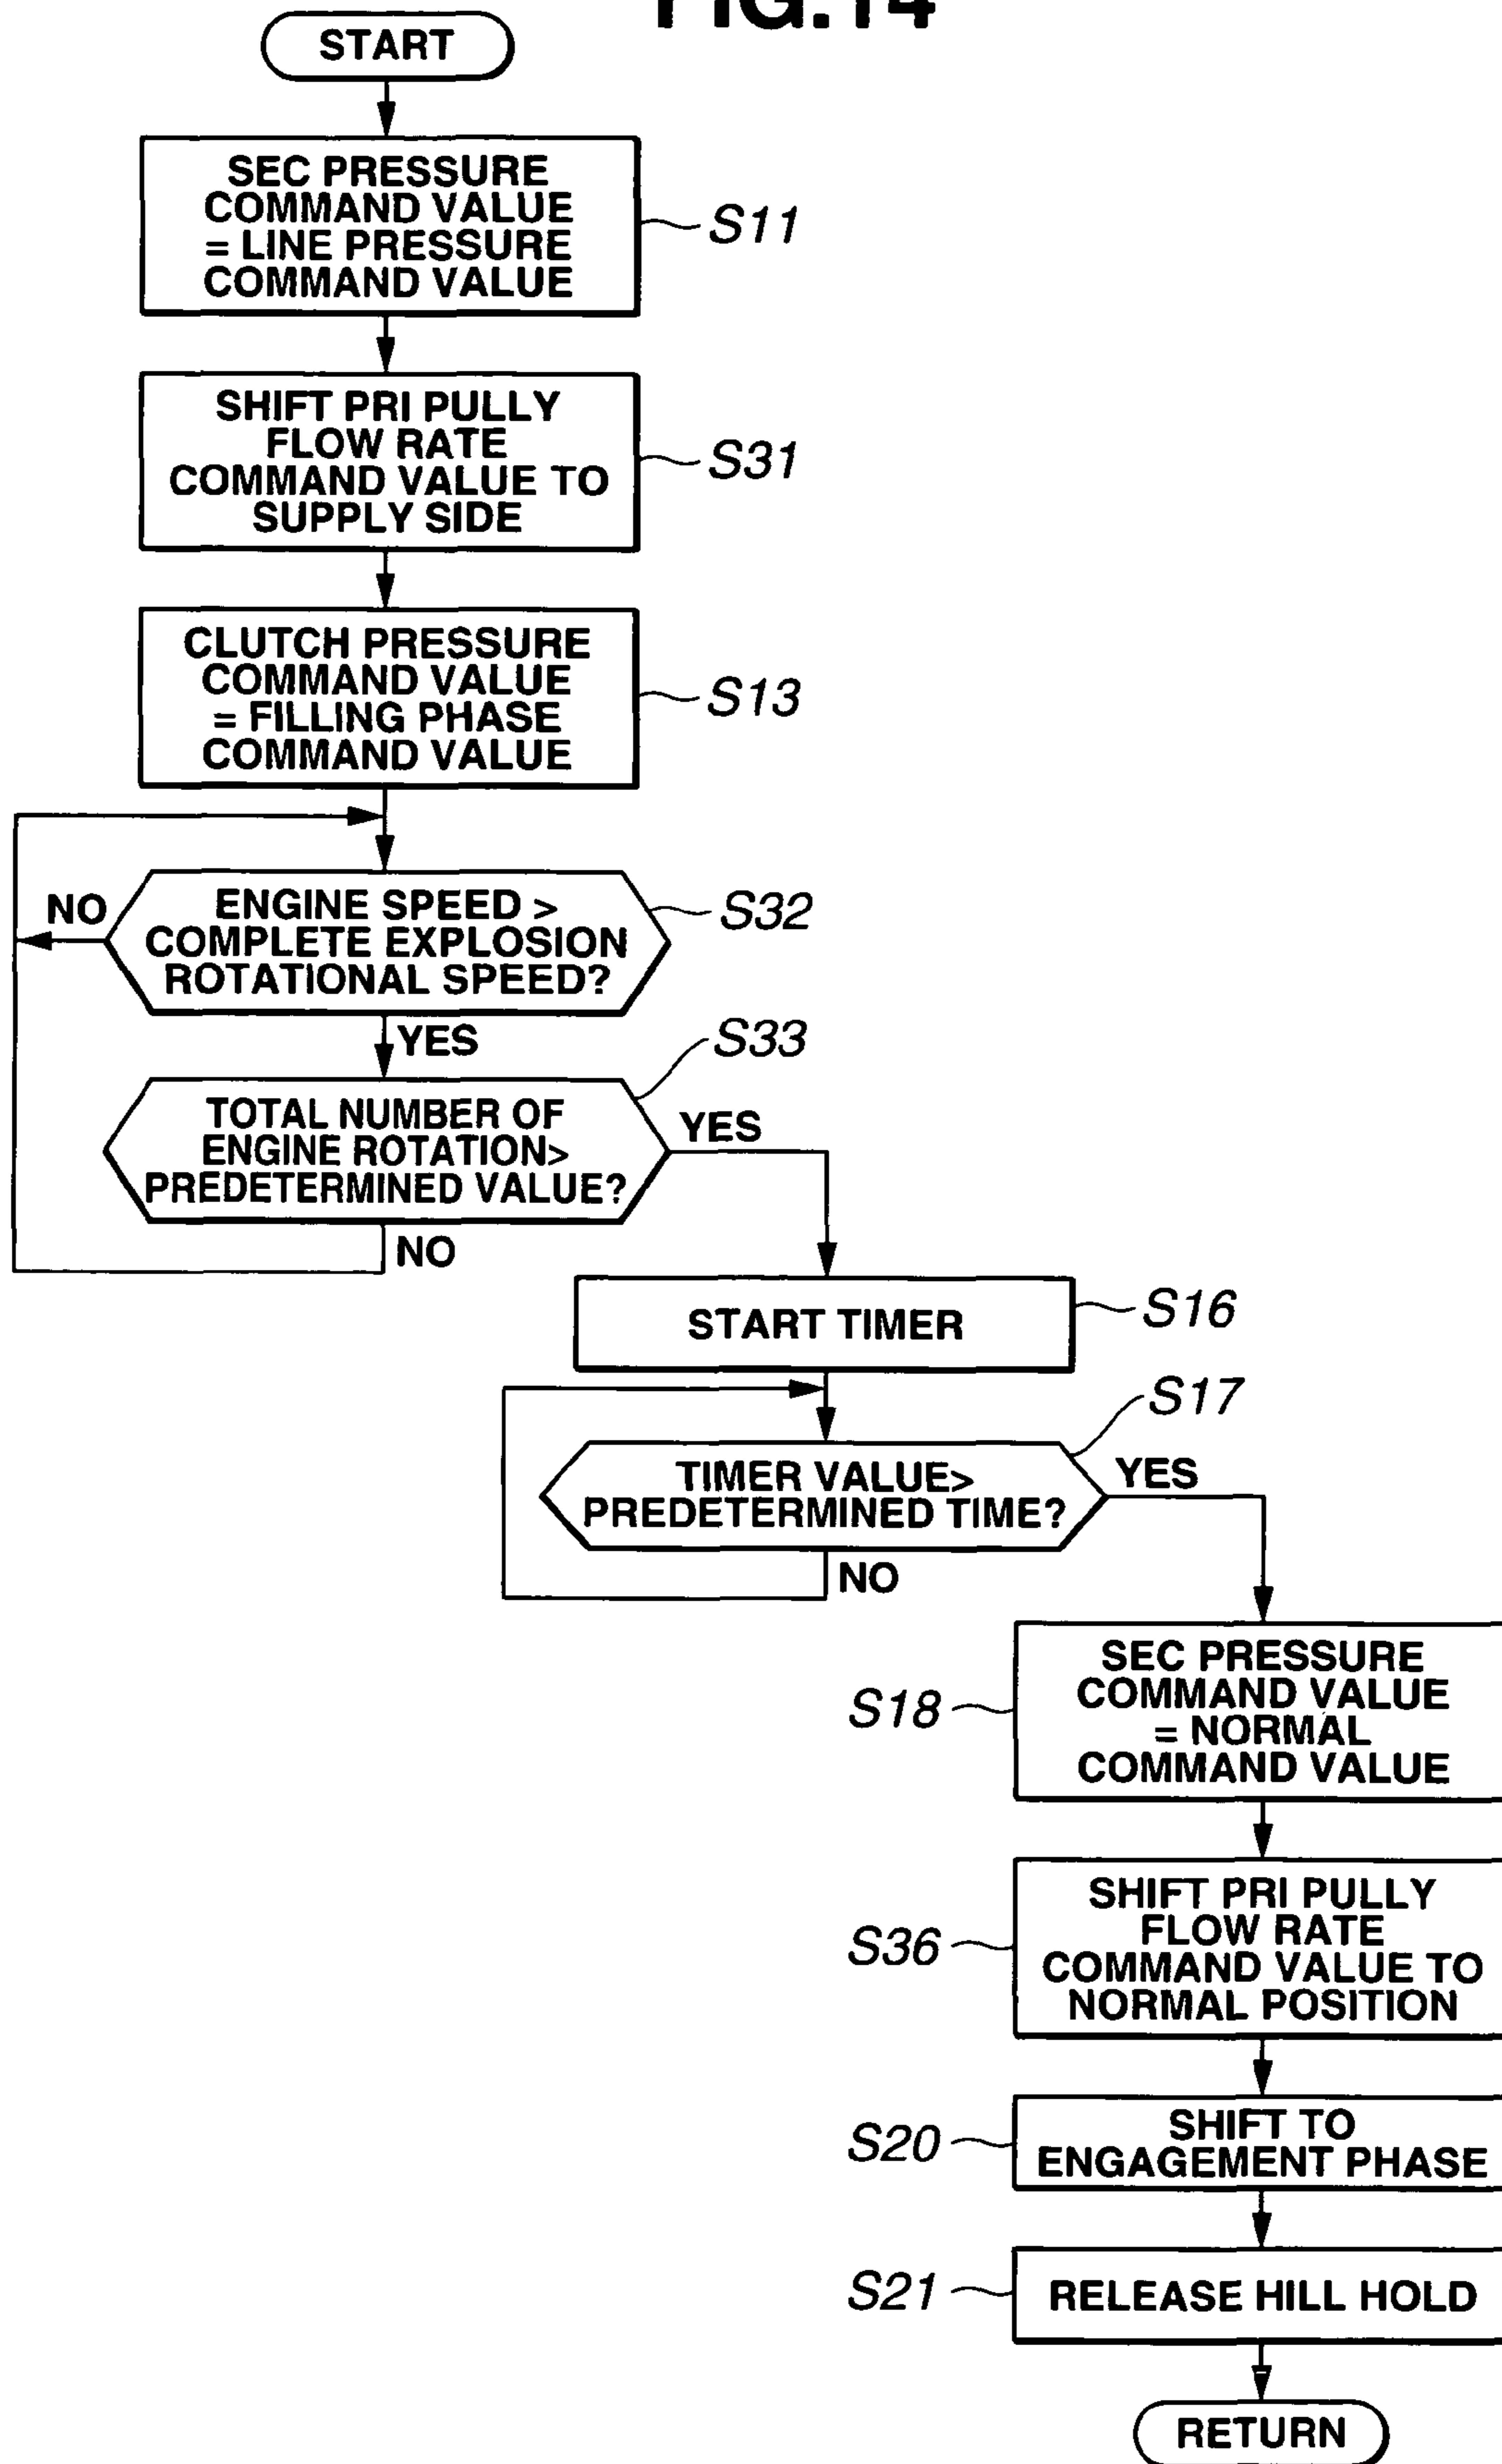 FIG.14
START
SEC PRESSURE
COMMAND VALUE
= LINE PRESSURE
COMMAND VALUE
S11
SHIFT PRI PULLY
FLOW RATE
COMMAND VALUE TO
SUPPLY SIDE
S31
CLUTCH PRESSURE
COMMAND VALUE
= FILLING PHASE
COMMAND VALUE
S13
NO
ENGINE SPEED >
COMPLETE EXPLOSION
ROTATIONAL SPEED?
S32
YES
S33
TOTAL NUMBER OF
ENGINE ROTATION>
PREDETERMINED VALUE?
YES
NO
START TIMER
S16
S17
TIMER VALUE>
PREDETERMINED TIME?
YES
NO
SEC PRESSURE
COMMAND VALUE
= NORMAL
COMMAND VALUE
S18
SHIFT PRI PULLY
FLOW RATE
COMMAND VALUE TO
NORMAL POSITION
S36
SHIFT TO
ENGAGEMENT PHASE
S20
RELEASE HILL HOLD
S21
RETURN